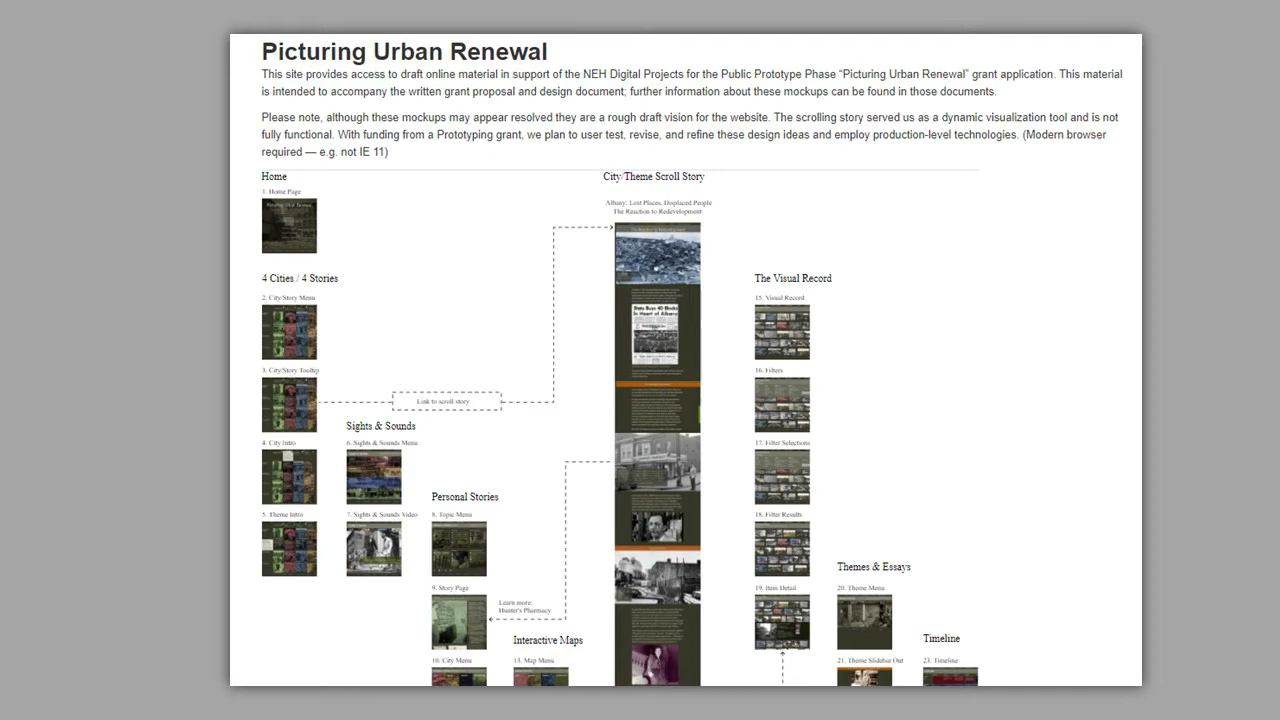 Picturing Urban Renewal
This site provides access to draft online material in support of the NEH Digital Projects for the Public Prototype Phase “Picturing Urban Renewal” grant application. This material
is intended to accompany the written grant proposal and design document; further information about these mockups can be found in those documents.
Please note, although these mockups may appear resolved they are a rough draft vision for the website. The scrolling story served us as a dynamic visualization tool and is not
fully functional. With funding from a Prototyping grant, we plan to user test, revise, and refine these design ideas and employ production-level technologies. (Modern browser
required — e.g. not IE 11)
Home
1. Home Page
4 Cities / 4 Stories
2. City/Story Menu
3. City/Story Tooltip
Link to scroll story
4. City Intro
5. Theme Intro
Sights & Sounds
6. Sights & Sounds Menu
7. Sights & Sounds Video
Personal Stories
8. Topic Menu
9. Story Page
Learn more:
Hunter's Pharmacy
10. City Menu
Interactive Maps
13. Map Menu
City/Theme Scroll Story
Albany: Lost Places, Displaced People
The Reaction to Redevelopment
State Buys 40 Blocks
In Heart of Albany
The Visual Record
15. Visual Record
16. Filters
17. Filter Selections
18. Filter Results
19. Item Detail
Themes & Essays
20. Theme Menu
21. Theme Slidebar Out
Timeline
23. Timeline